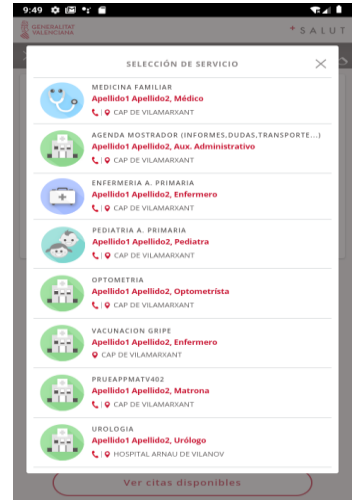 9:49
GENERALITAT
VALENCIANA
+ SALUT
SELECCIÓN DE SERVICIO
MEDICINA FAMILIAR
Apellido1 Apellido2, Médico
CAP DE VILAMARXANT
AGENDA MOSTRADOR (INFORMES,DUDAS,TRANSPORTE...)
Apellido1 Apellido2, Aux. Administrativo
CAP DE VILAMARXANT
ENFERMERIA A. PRIMARIA
Apellido1 Apellido2, Enfermero
CAP DE VILAMARXANT
PEDIATRIA A. PRIMARIA
Apellido1 Apellido2, Pediatra
CAP DE VILAMARXANT
OPTOMETRIA
Apellido1 Apellido2, Optometrísta
CAP DE VILAMARXANT
VACUNACION GRIPE
Apellido1 Apellido2, Enfermero
CAP DE VILAMARXANT
PRUEAPPMATV402
Apellido1 Apellido2, Matrona
CAP DE VILAMARXANT
UROLOGIA
Apellido1 Apellido2, Urólogo
HOSPITAL ARNAU DE VILANOV
Ver citas disponibles